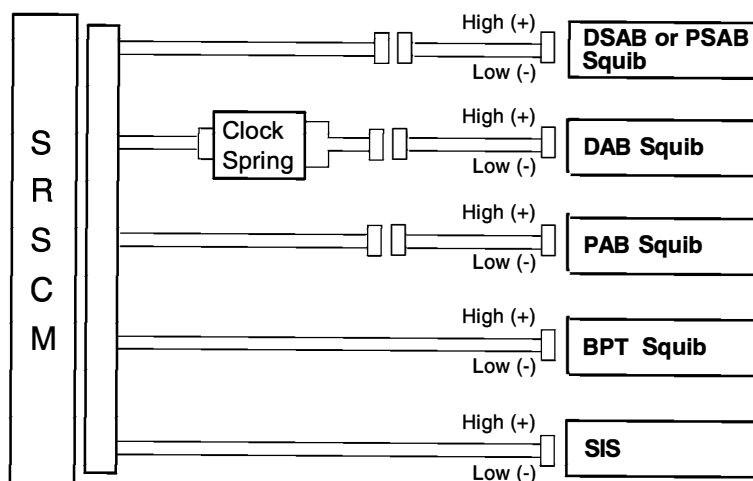 S
R
S
C
M
High (+)
Low (-)
DSAB or PSAB
Squib
Clock
Spring
High (+)
Low (-)
DAB Squib
High (+)
Low (-)
PAB Squib
High (+)
Low (-)
BPT Squib
High (+)
Low (-)
SIS